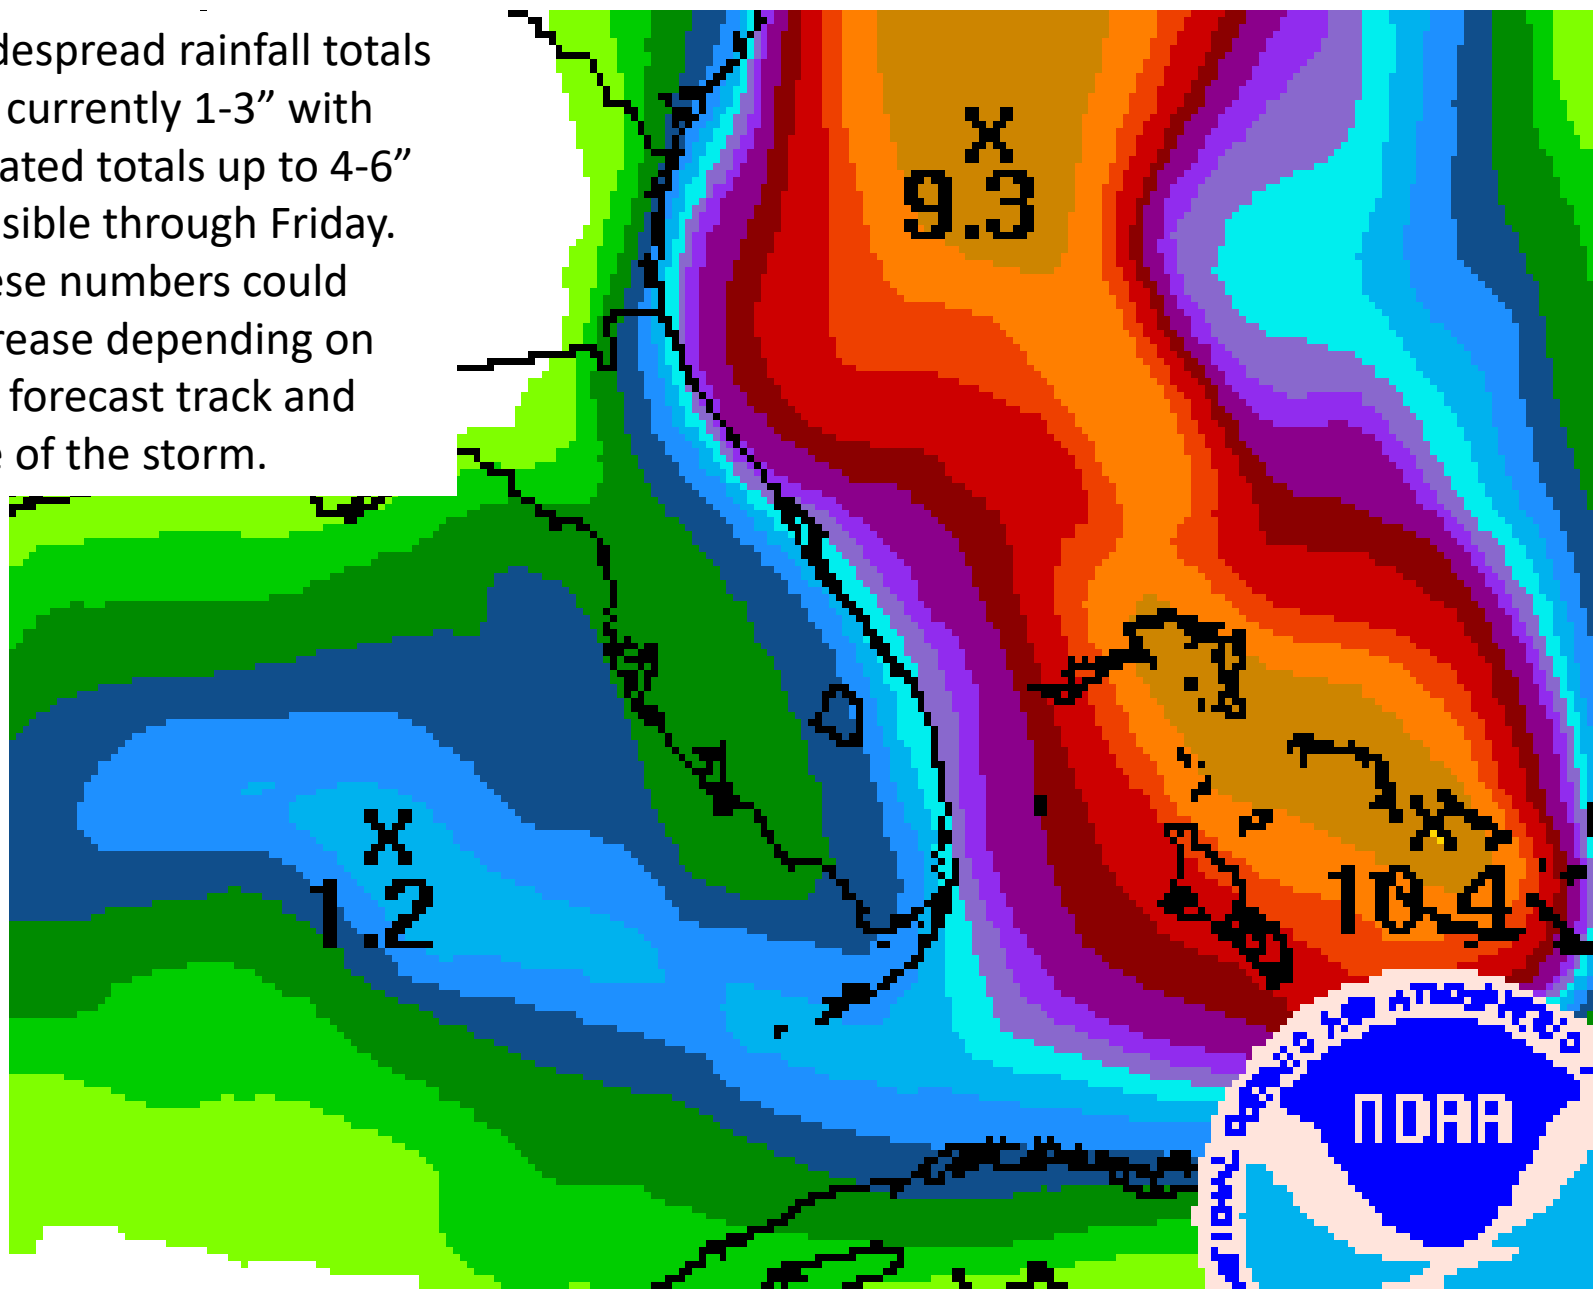 despread rainfall totals
currently 1-3” with
ated totals up to 4-6”
sible through Friday.
ese numbers could
rease depending on
forecast track and
e of the storm.
9.3
1.2
10.4
NOAA